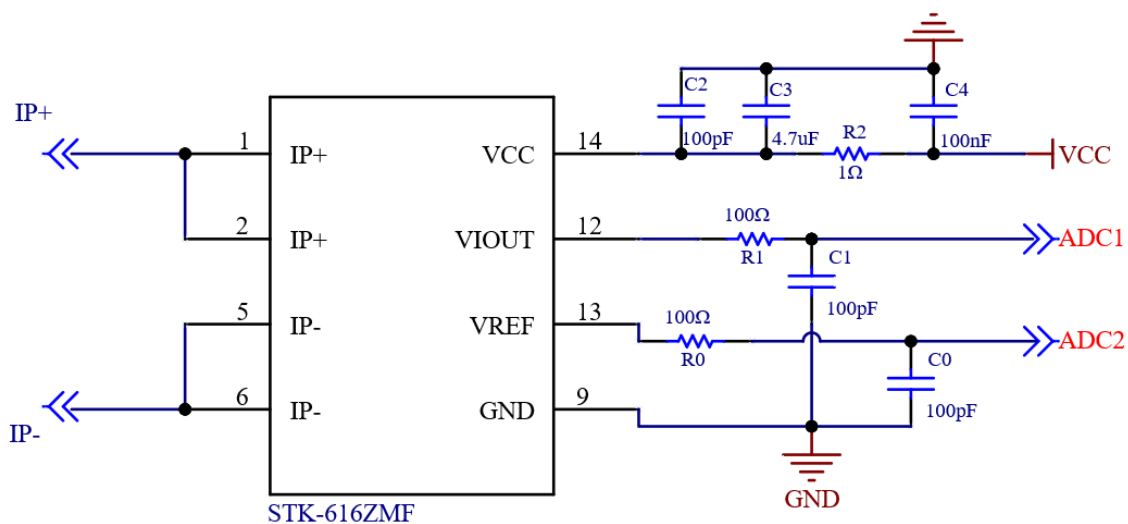 IP+
IP-
1
2
5
6
IP+
IP+
IP-
IP-
VCC
VIOUT
VREF
GND
14
12
13
9
STK-616ZMF
C2
100pF
C3
4.7uF
R2
1Ω
C4
100nF
VCC
100Ω
R1
C1
100pF
ADC1
100Ω
R0
C0
100pF
ADC2
GND